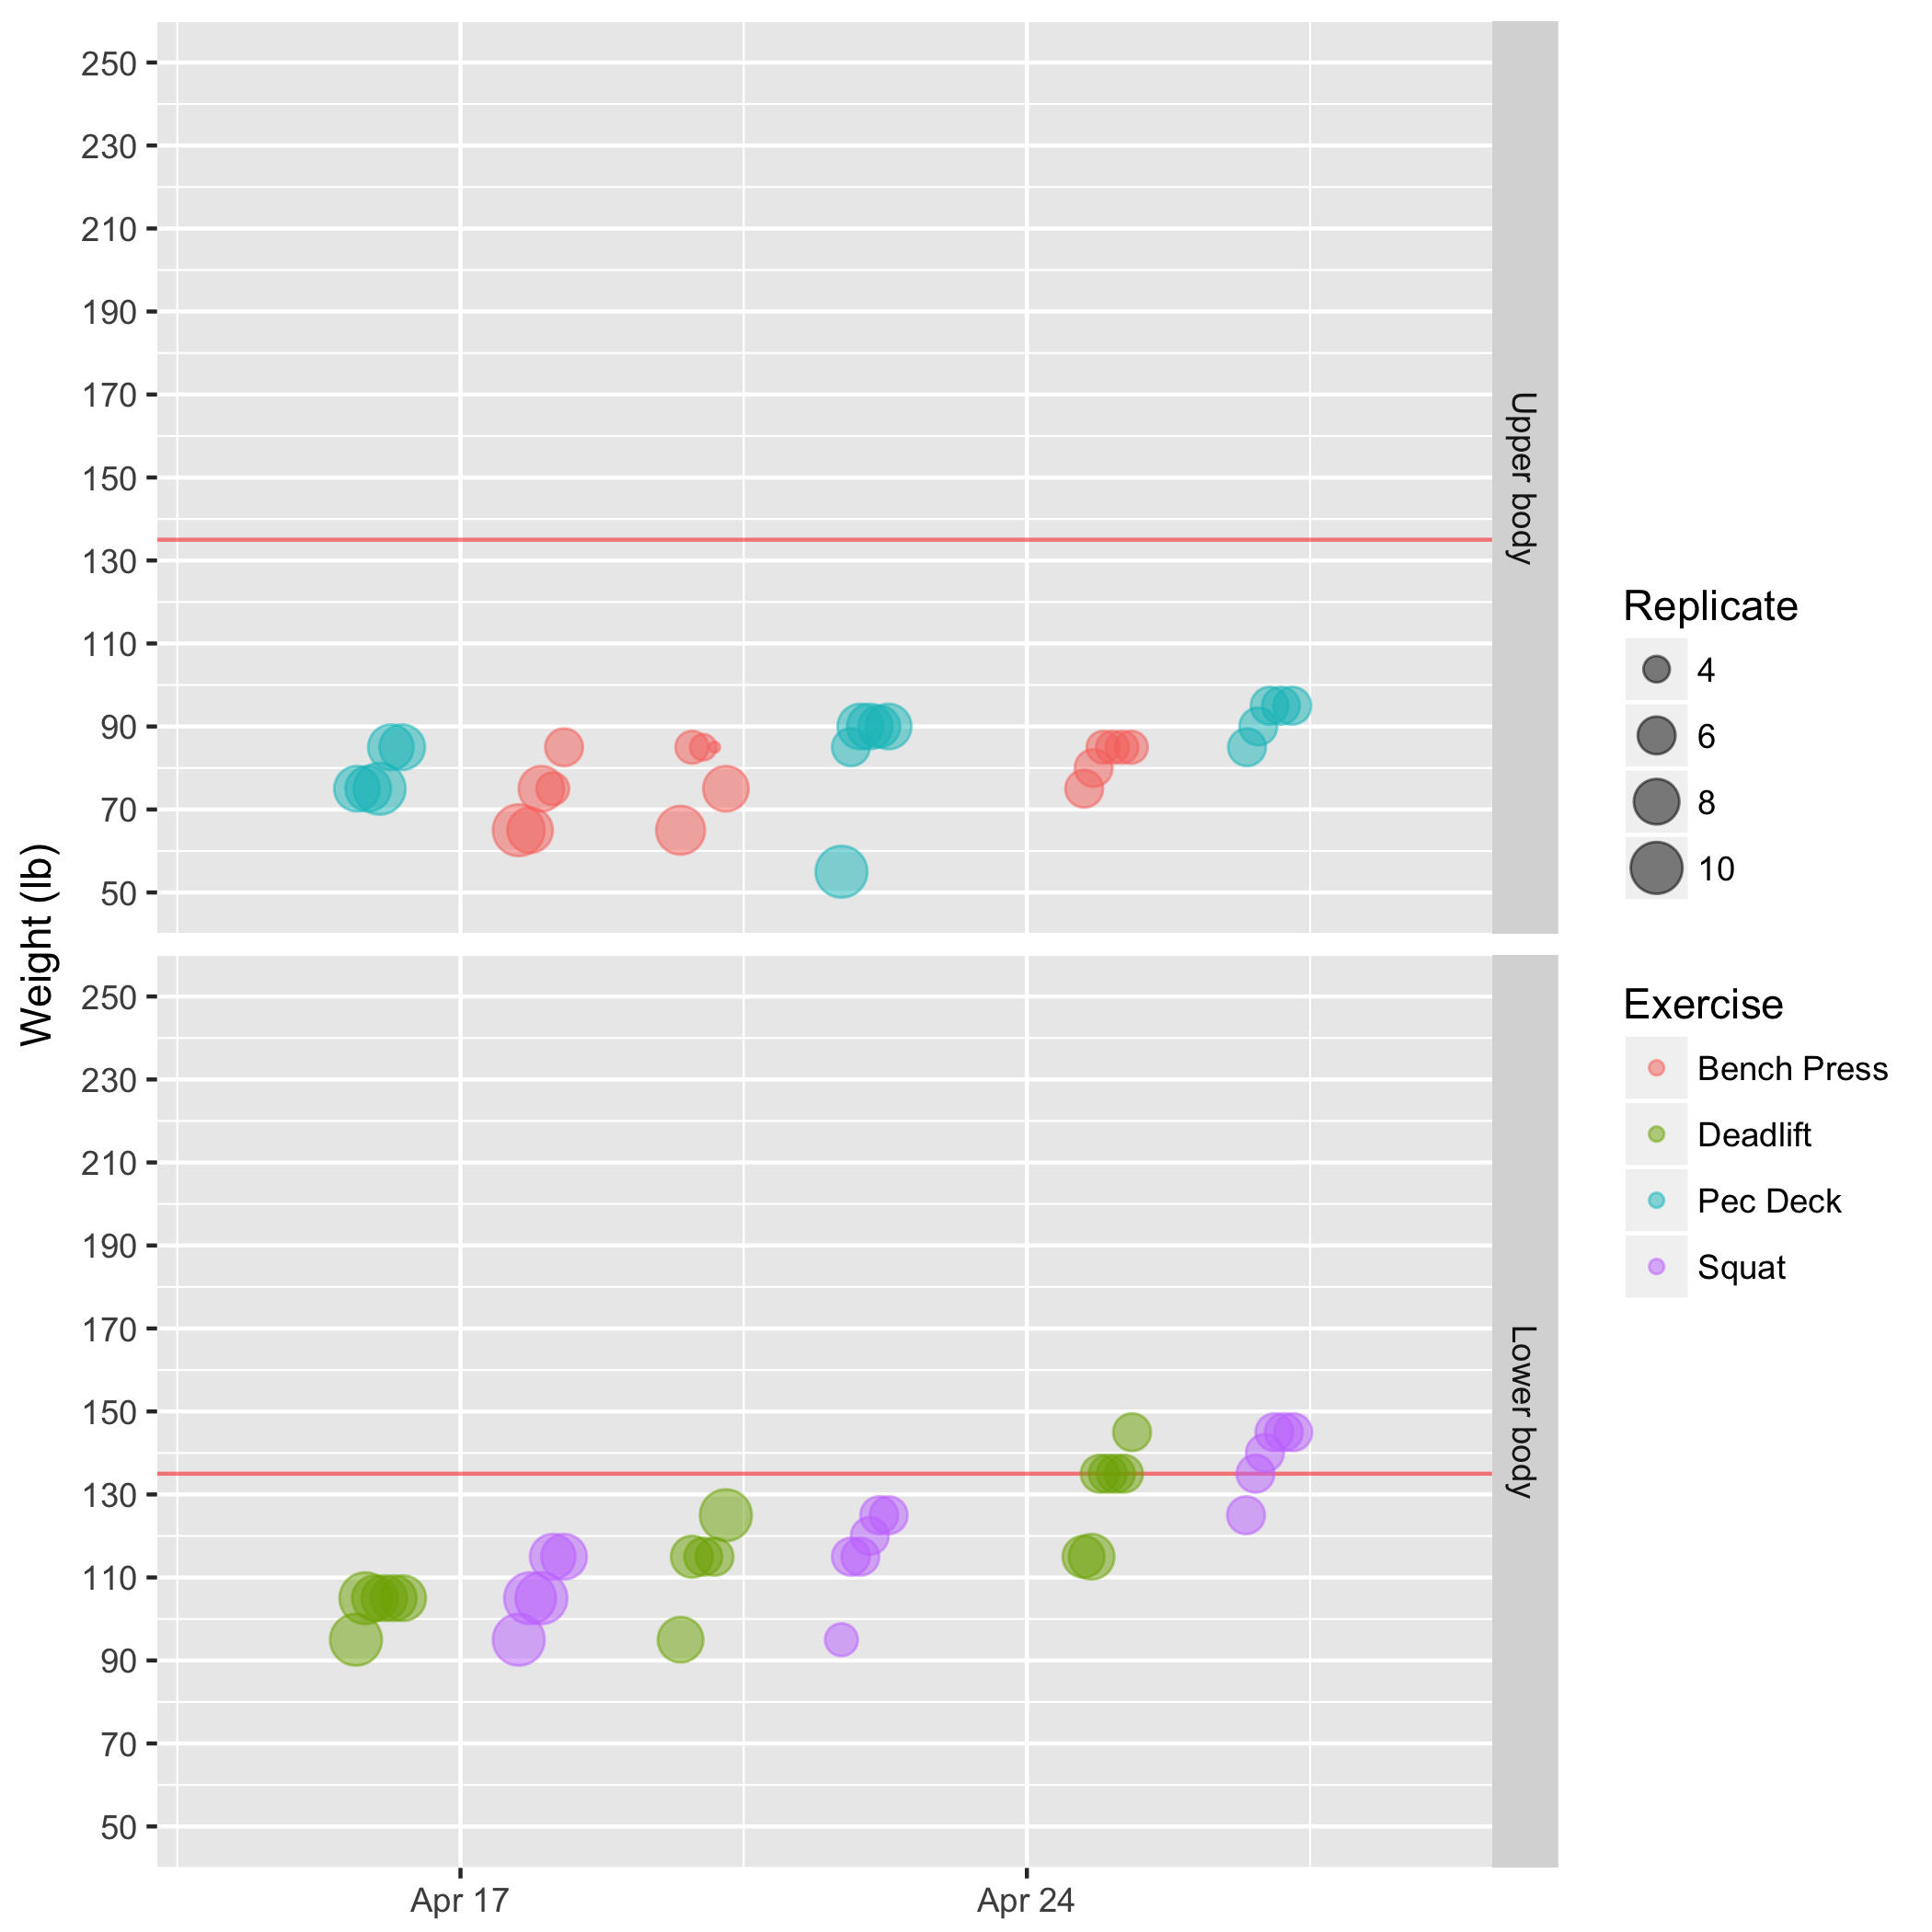 Weight (lb)
250
230
210
190
170
150
130
110
90
70
50
Upper body
250
230
210
190
170
150
130
110
90
70
50
Lower body
Apr 17
Apr 24
Replicate
4
6
8
10
Exercise
Bench Press
Deadlift
Pec Deck
Squat